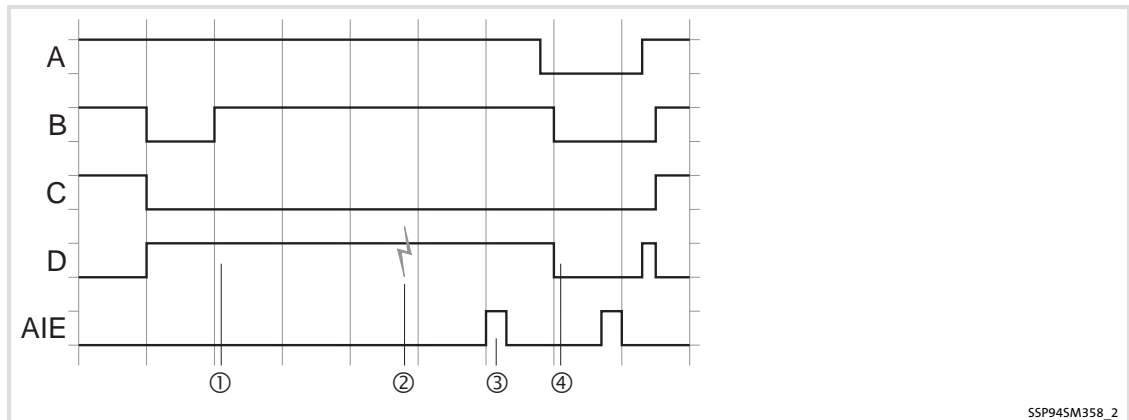 A
B
C
D
AIE
① ② ③ ④
SSP94SM358_2